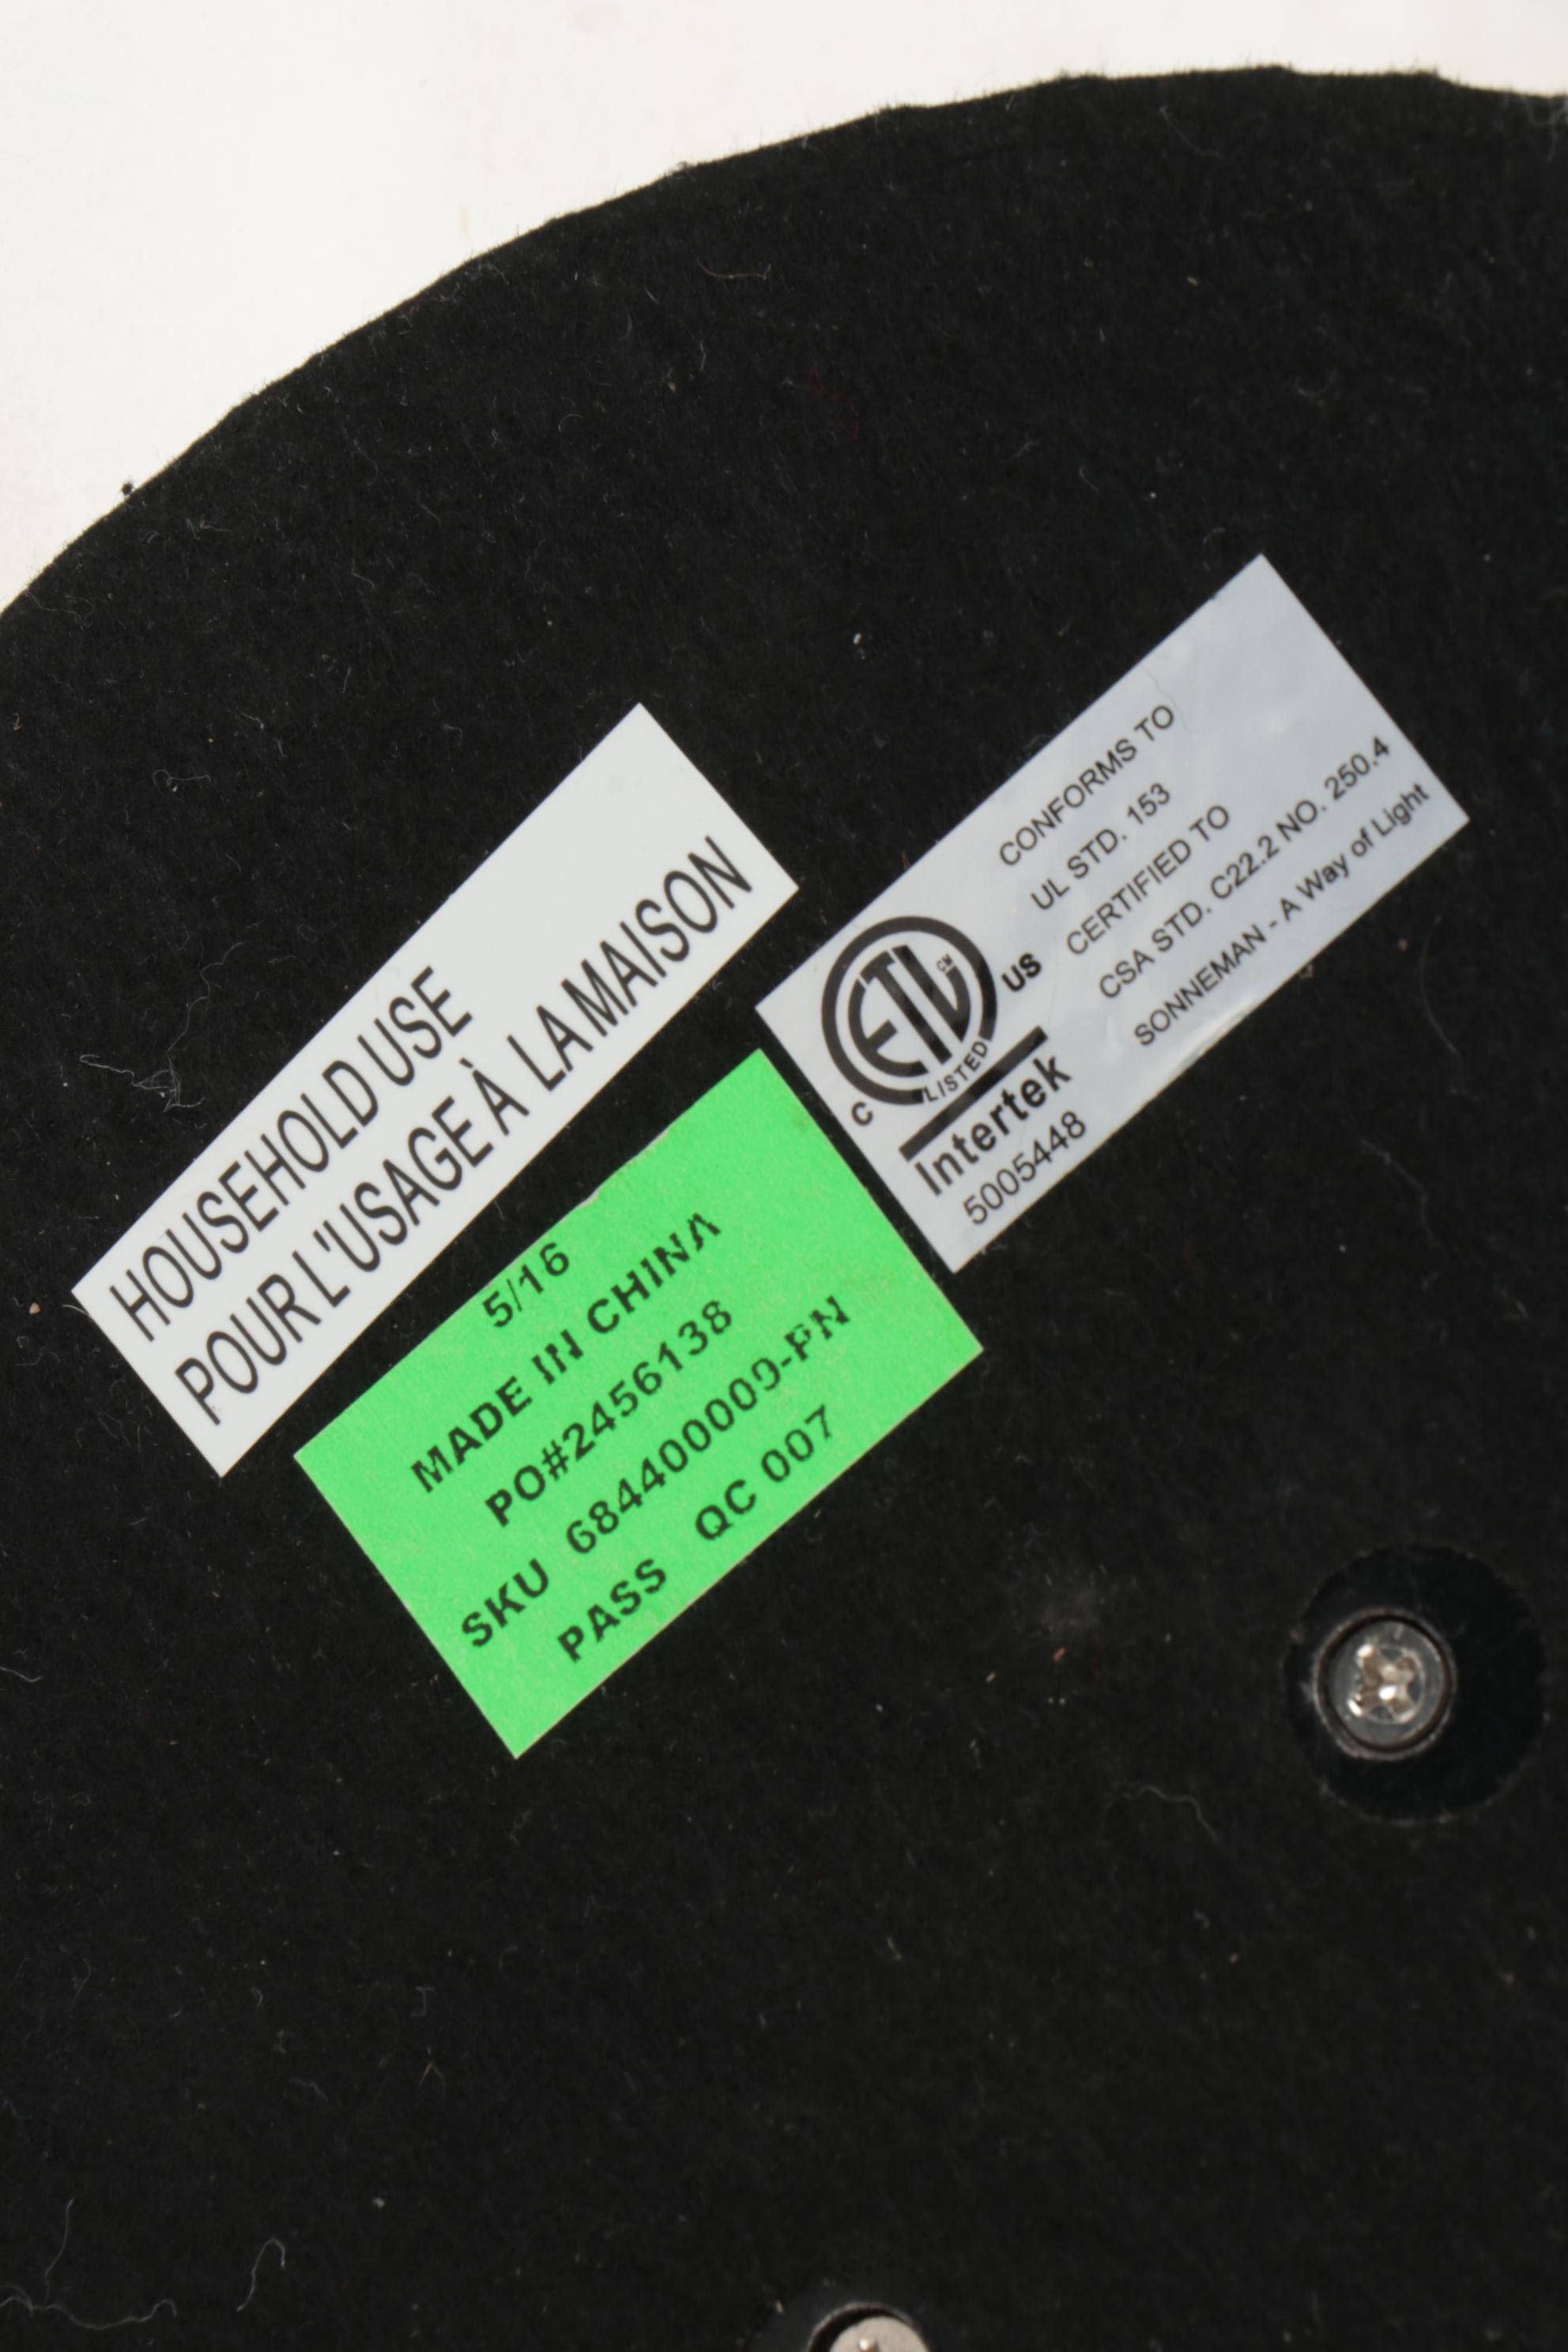 HOUSEHOLD USE
POUR L'USAGE À LA MAISON
CONFORMS TO
UL STD. 153
CERTIFIED TO
CSA STD. C22.2 NO. 250.4
SONNEMAN - A Way of Light
ETL CM
LISTED
C US
Intertek
5005448
5/16
MADE IN CHINA
PO#2456138
SKU 684400000-PN
PASS QC 007